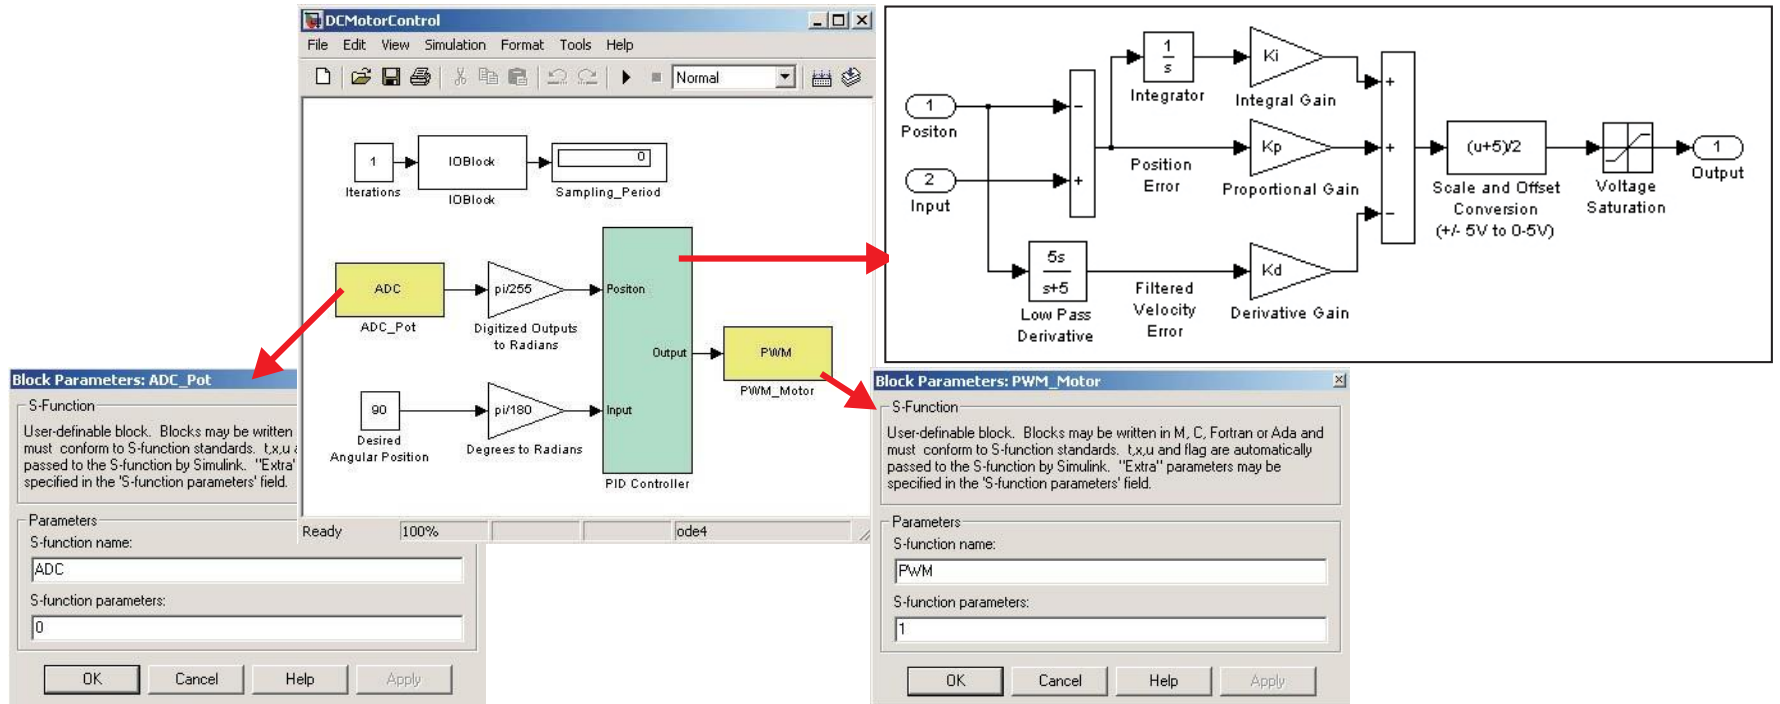 DCMotorControl
File Edit View Simulation Format Tools Help
Normal
1
Iterations
IOBlock
IOBlock
0
Sampling_Period
ADC
ADC_Pot
pi/255
Digitized Outputs
to Radians
90
Desired
Angular Position
pi/180
Degrees to Radians
Positon
Output
Input
PID Controller
PWM
PWM_Motor
Ready 100% ode4
1
Positon
2
Input
1
s
Integrator
Ki
Integral Gain
Position
Error
Kp
Proportional Gain
5s
s+5
Low Pass
Derivative
Filtered
Velocity
Error
Kd
Derivative Gain
-
+
+
+
-
(u+5)/2
Scale and Offset
Conversion
(+/- 5V to 0-5V)
Voltage
Saturation
1
Output
Block Parameters: ADC_Pot
S-Function
User-definable block. Blocks may be written
must conform to S-function standards. t,x,u
passed to the S-function by Simulink. "Extra"
specified in the 'S-function parameters' field.
Parameters
S-function name:
ADC
S-function parameters:
0
OK Cancel Help Apply
Block Parameters: PWM_Motor
S-Function
User-definable block. Blocks may be written in M, C, Fortran or Ada and
must conform to S-function standards. t,x,u and flag are automatically
passed to the S-function by Simulink. "Extra" parameters may be
specified in the 'S-function parameters' field.
Parameters
S-function name:
PWM
S-function parameters:
1
OK Cancel Help Apply